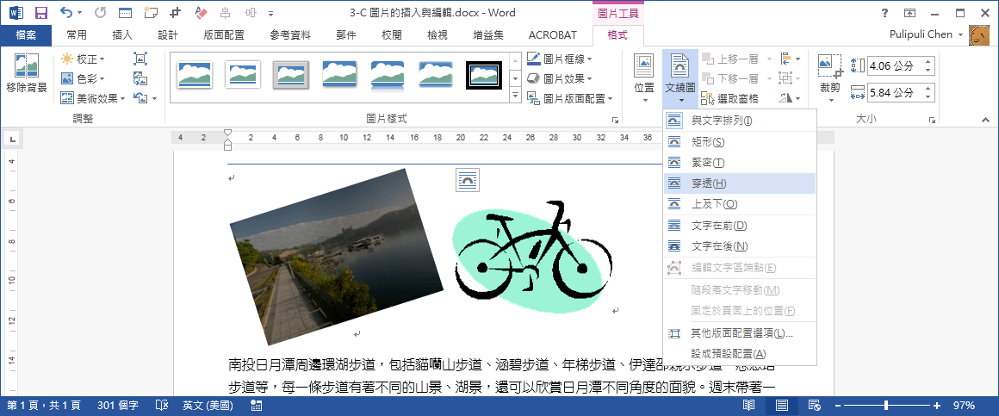 3-C 圖片的插入與編輯.docx - Word
圖片工具
檔案 常用 插入 設計 版面配置 參考資料 郵件 校閱 檢視 增益集 ACROBAT 格式 Pulipuli Chen
移除背景
校正
色彩
美術效果
調整
圖片框線
圖片效果
圖片版面配置
圖片樣式
位置
文繞圖
上移一層
下移一層
選取窗格
裁剪
4.06 公分
5.84 公分
大小
與文字排列(I)
矩形(S)
緊密(T)
穿透(H)
上及下(O)
文字在前(D)
文字在後(N)
編輯文字區端點(E)
隨段落文字移動(M)
固定於頁面上的位置(F)
其他版面配置選項(L)...
設成預設配置(A)
4 2 2 4 6 8 10 12 14 16 18 20 22 24 26 28 30 32 34 36
4
6
8
10
12
14
南投日月潭周邊環湖步道，包括貓囒山步道、涵碧步道、年梯步道、伊達邵親水步道
步道等，每一條步道有著不同的山景、湖景，還可以欣賞日月潭不同角度的面貌。週末帶著一
第 1 頁，共 1 頁 301 個字 英文 (美國) 97%